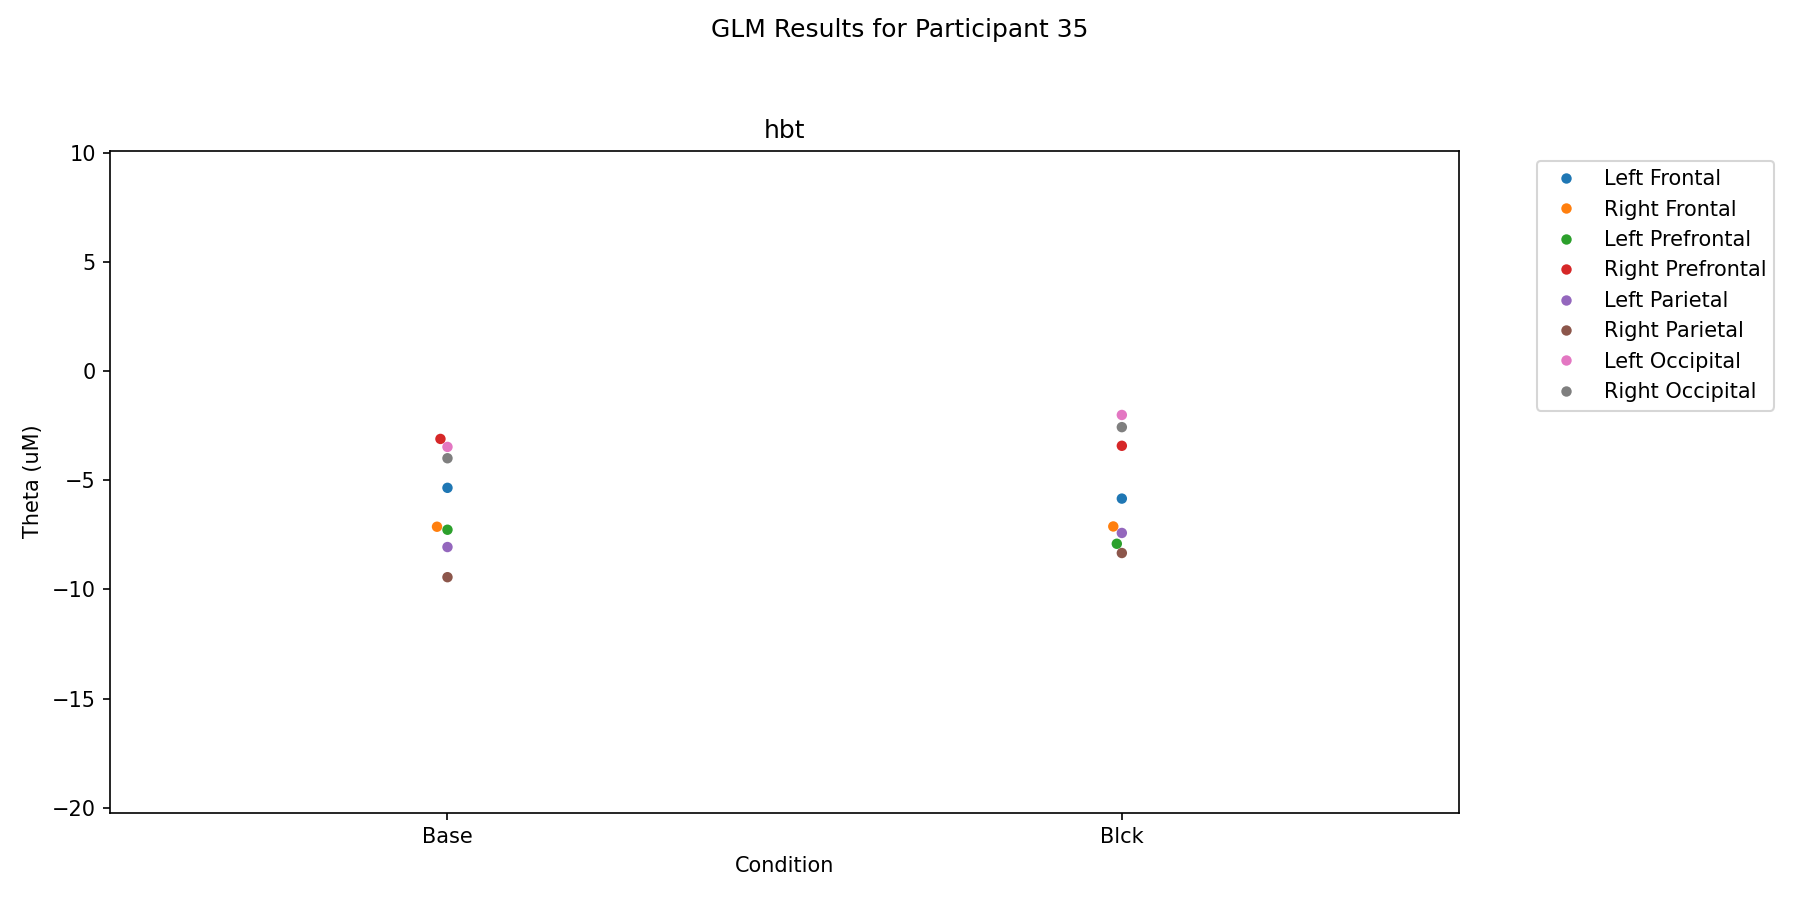 GLM Results for Participant 35
hbt
10
5
0
−5
−10
−15
−20
Theta (uM)
Base
Blck
Condition
Left Frontal
Right Frontal
Left Prefrontal
Right Prefrontal
Left Parietal
Right Parietal
Left Occipital
Right Occipital